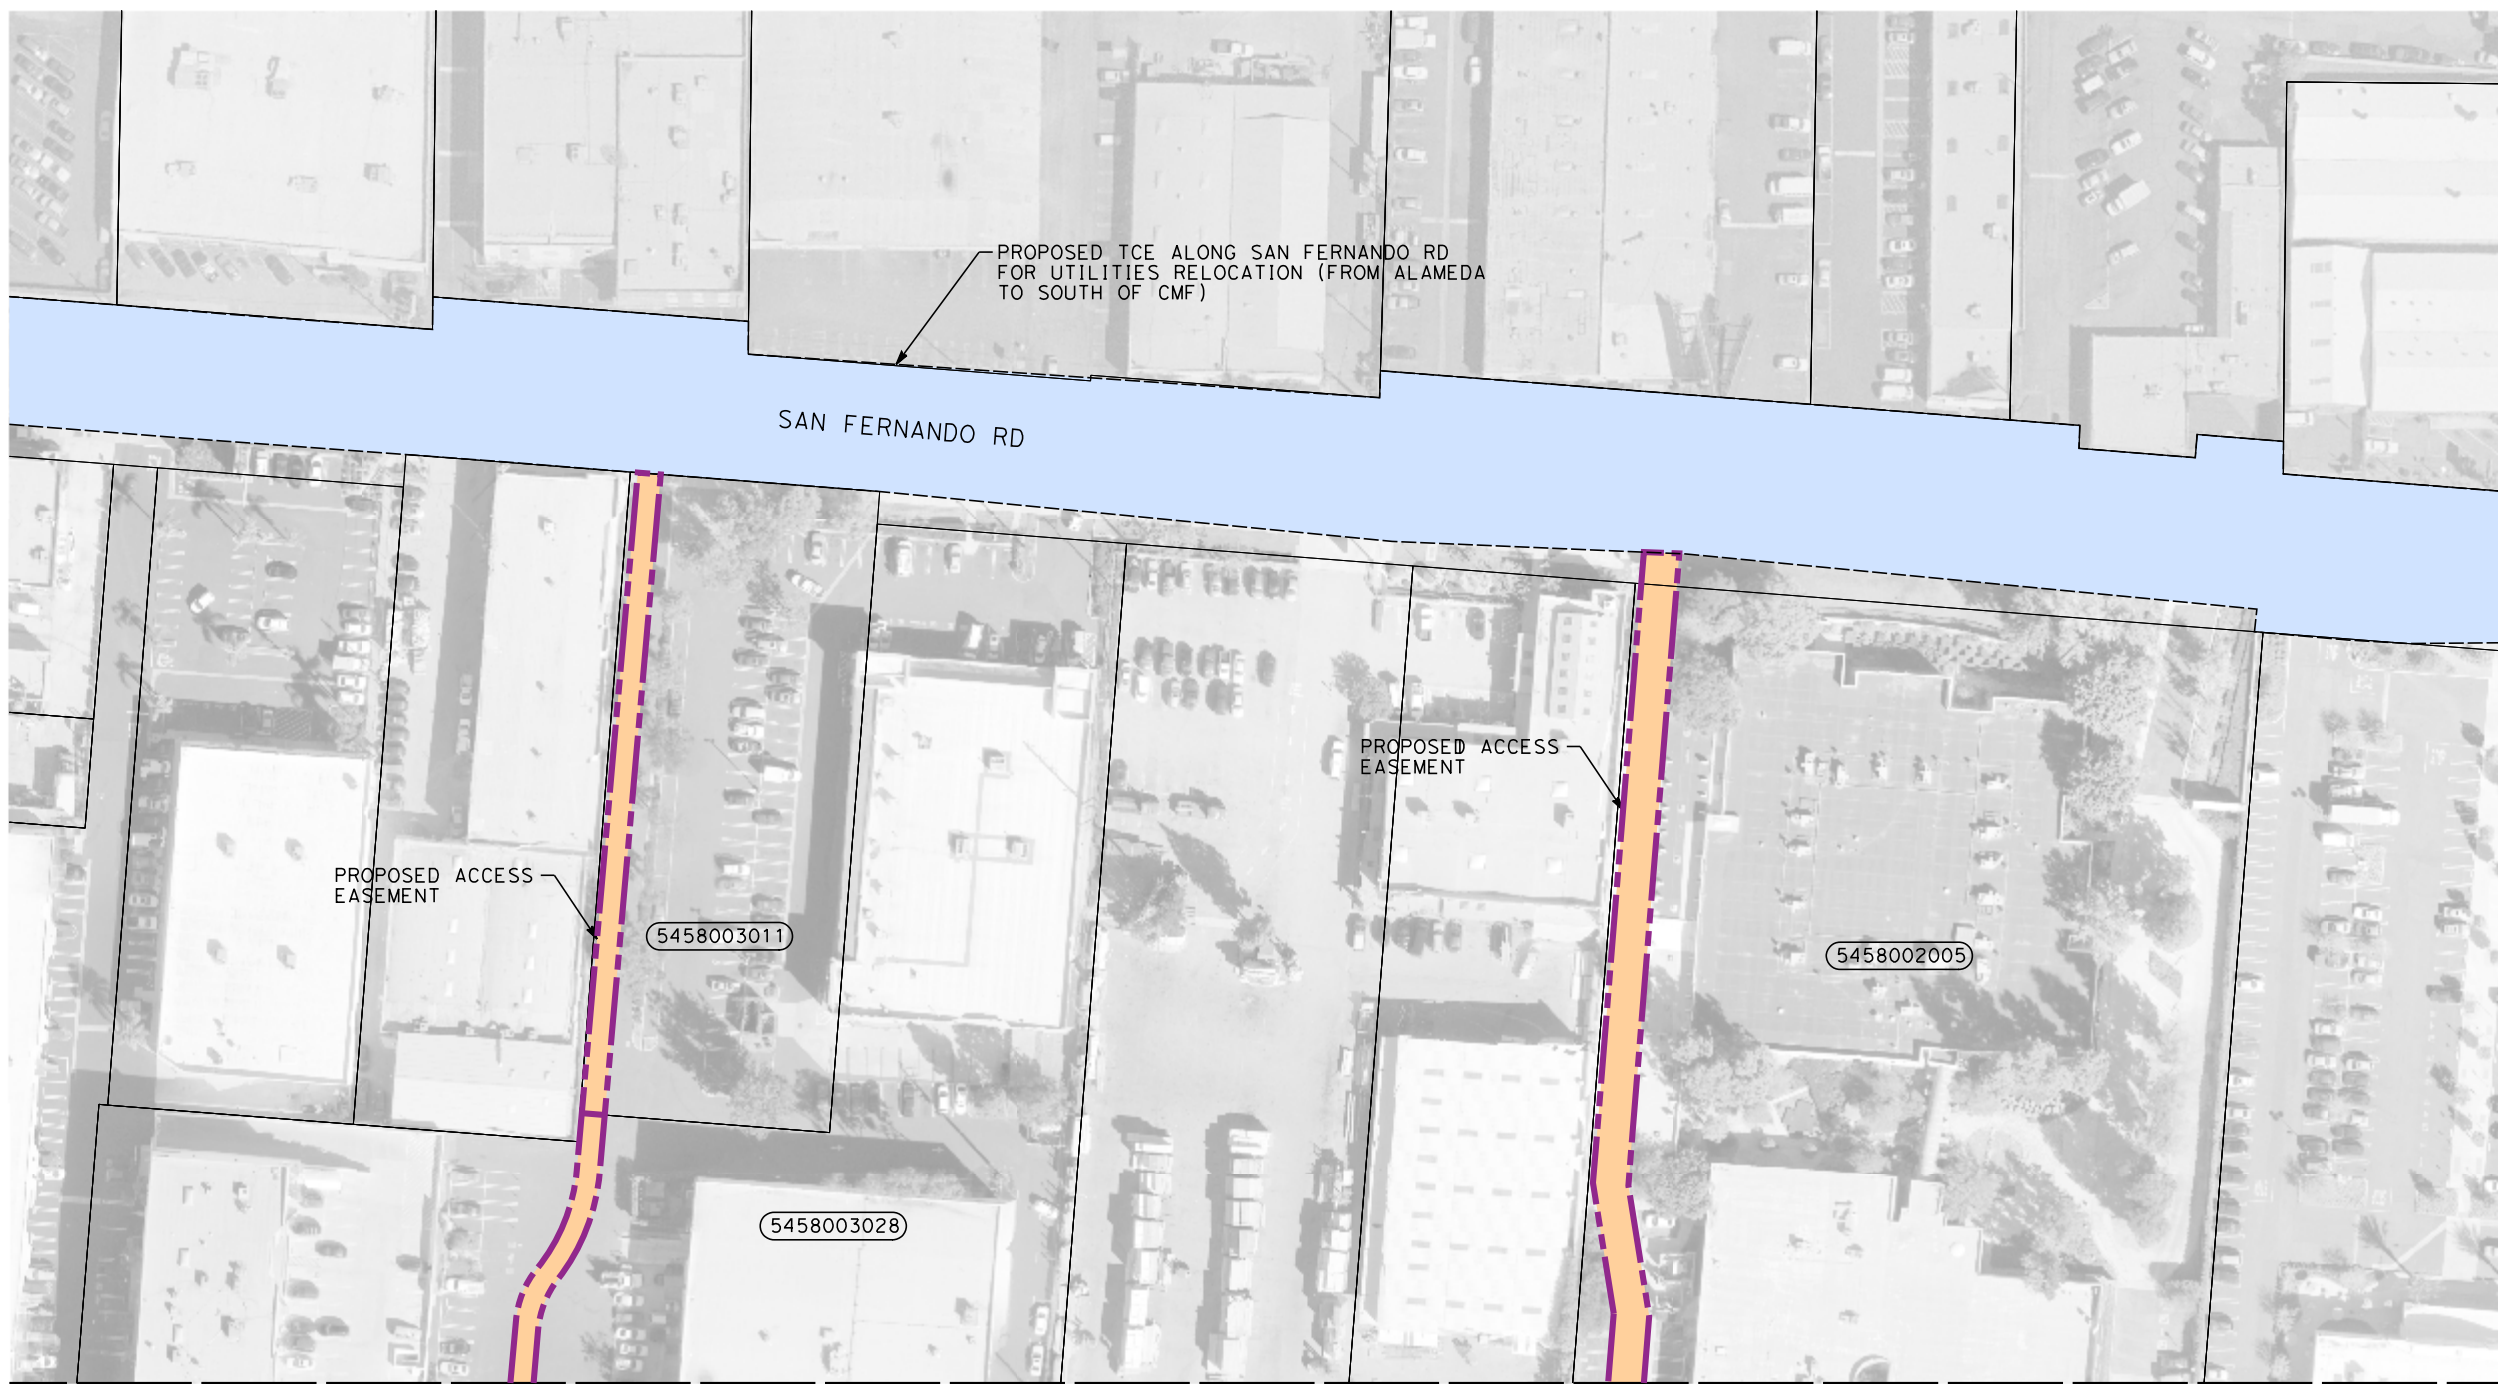 PROPOSED TCE ALONG SAN FERNANDO RD
FOR UTILITIES RELOCATION (FROM ALAMEDA
TO SOUTH OF CMF)
SAN FERNANDO RD
PROPOSED ACCESS
EASEMENT
PROPOSED ACCESS
EASEMENT
5458003011
5458002005
5458003028